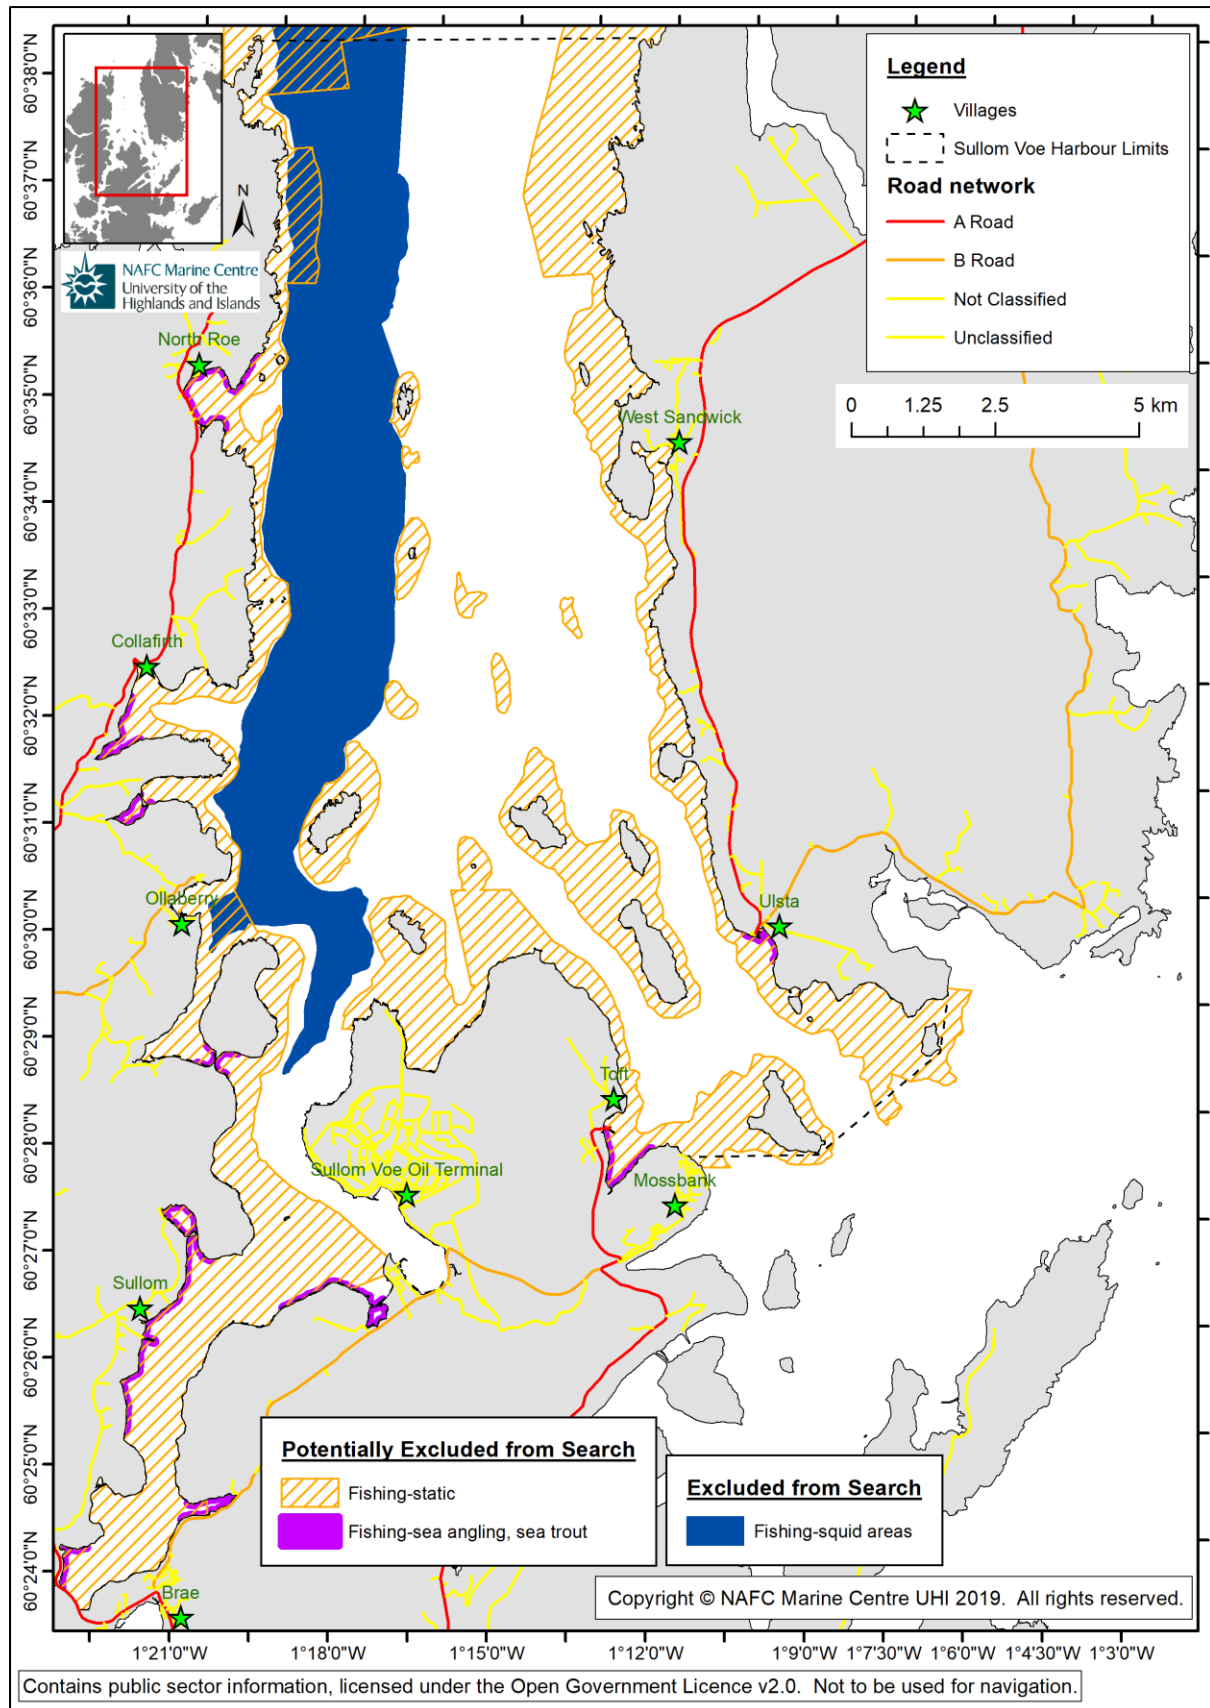 60°38'0"N
60°37'0"N
60°36'0"N
60°35'0"N
60°34'0"N
60°33'0"N
60°32'0"N
60°31'0"N
60°30'0"N
60°29'0"N
60°28'0"N
60°27'0"N
60°26'0"N
60°25'0"N
60°24'0"N
N
NAFC Marine Centre
University of the
Highlands and Islands
Legend
Villages
Sullom Voe Harbour Limits
Road network
A Road
B Road
Not Classified
Unclassified
0 1.25 2.5 5 km
North Roe
West Sandwick
Collafirth
Ollaberry
Ulsta
Toft
Sullom Voe Oil Terminal
Mossbank
Sullom
Brae
Potentially Excluded from Search
Fishing-static
Fishing-sea angling, sea trout
Excluded from Search
Fishing-squid areas
Copyright © NAFC Marine Centre UHI 2019. All rights reserved.
1°21'0"W 1°18'0"W 1°15'0"W 1°12'0"W 1°9'0"W 1°7'30"W 1°6'0"W 1°4'30"W 1°3'0"W 1°1'30"W
Contains public sector information, licensed under the Open Government Licence v2.0. Not to be used for navigation.